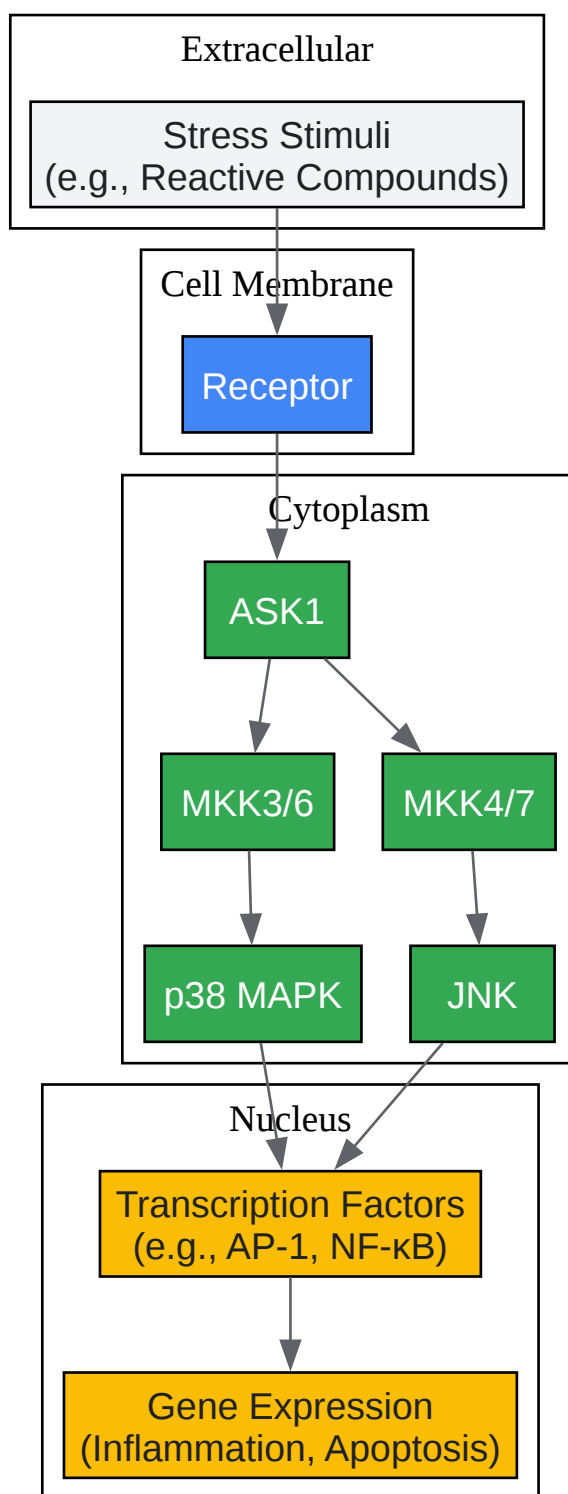 Extracellular
Stress Stimuli
(e.g., Reactive Compounds)
Cell Membrane
Receptor
Cytoplasm
ASK1
MKK3/6
MKK4/7
p38 MAPK
JNK
Nucleus
Transcription Factors
(e.g., AP-1, NF-κB)
Gene Expression
(Inflammation, Apoptosis)